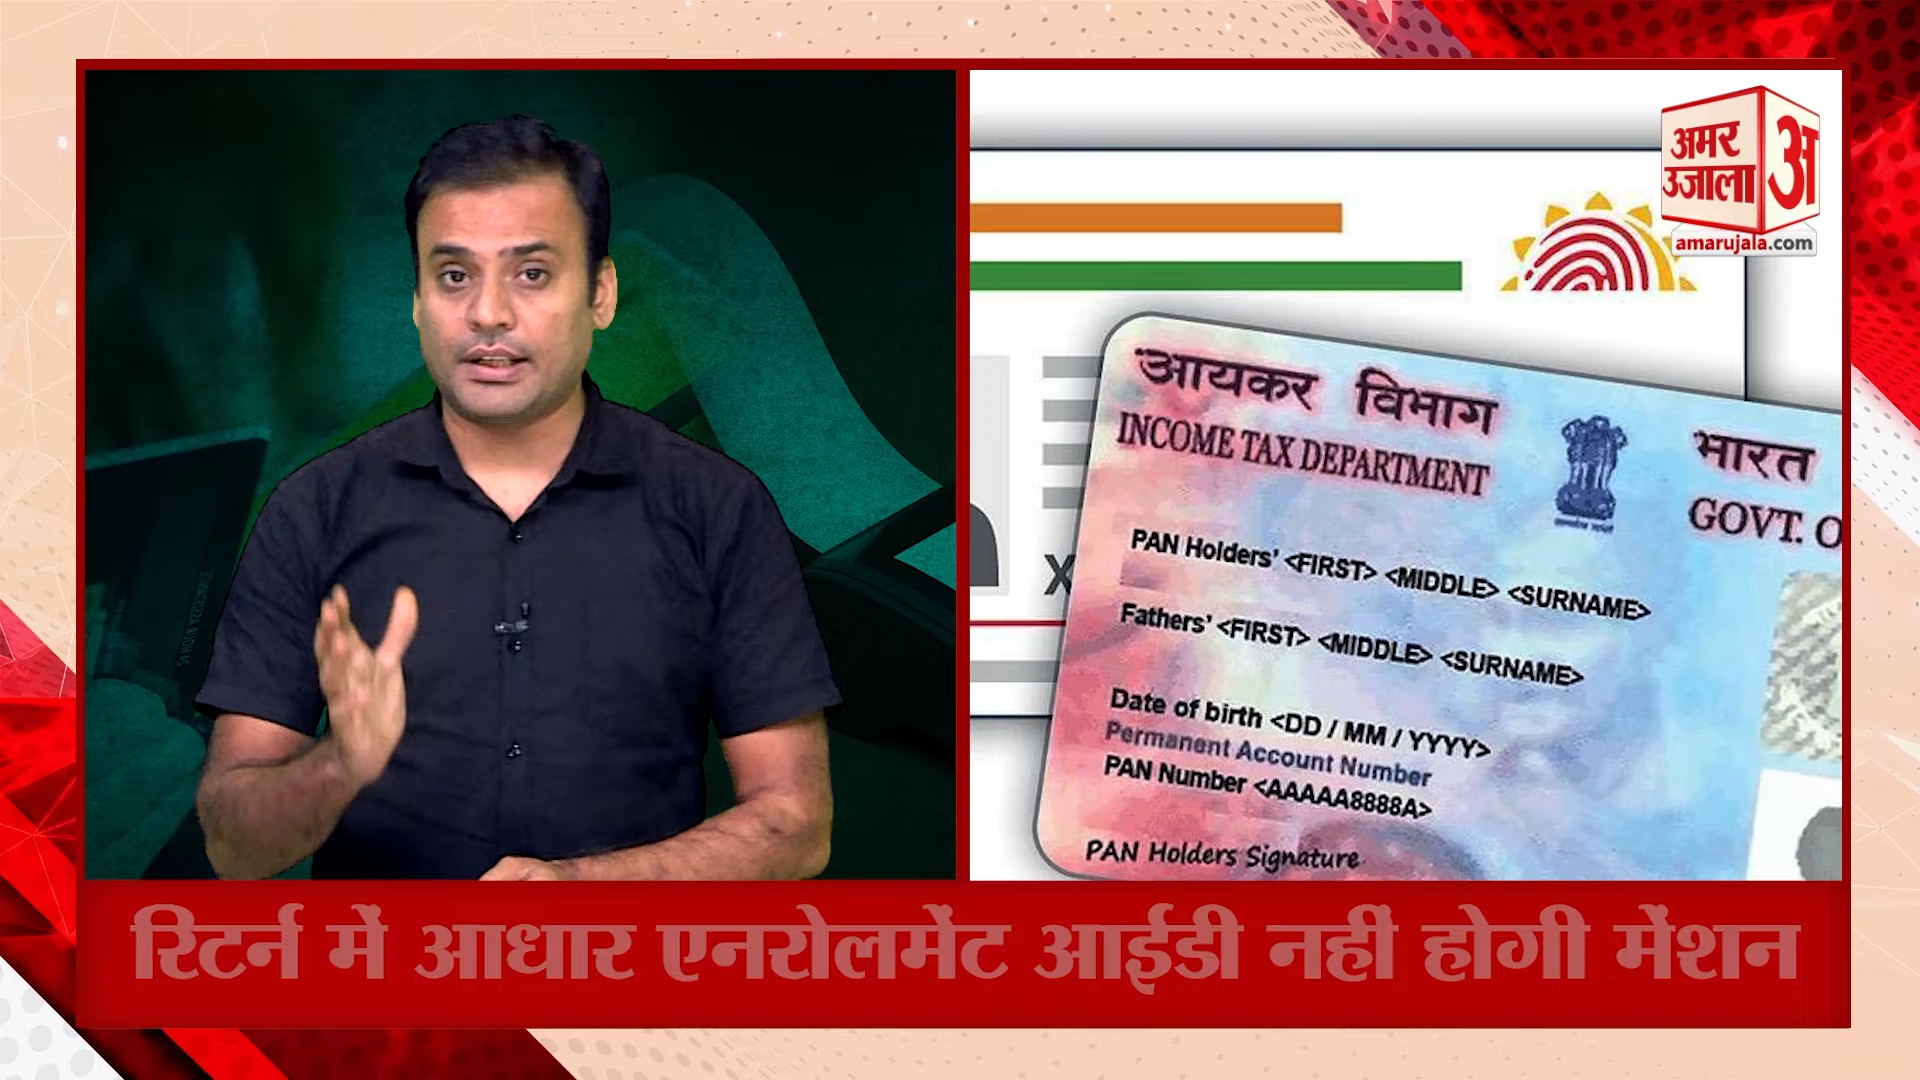 अमर
उजाला
अ
amarujala.com
आयकर विभाग
INCOME TAX DEPARTMENT
भारत
GOVT. O
PAN Holders' <FIRST> <MIDDLE> <SURNAME>
Fathers' <FIRST> <MIDDLE> <SURNAME>
Date of birth <DD / MM / YYYY>
Permanent Account Number
PAN Number <AAAAA8888A>
PAN Holders Signature
X
रिटर्न में आधार एनरोलमेंट आईडी नहीं होगी मेंशन